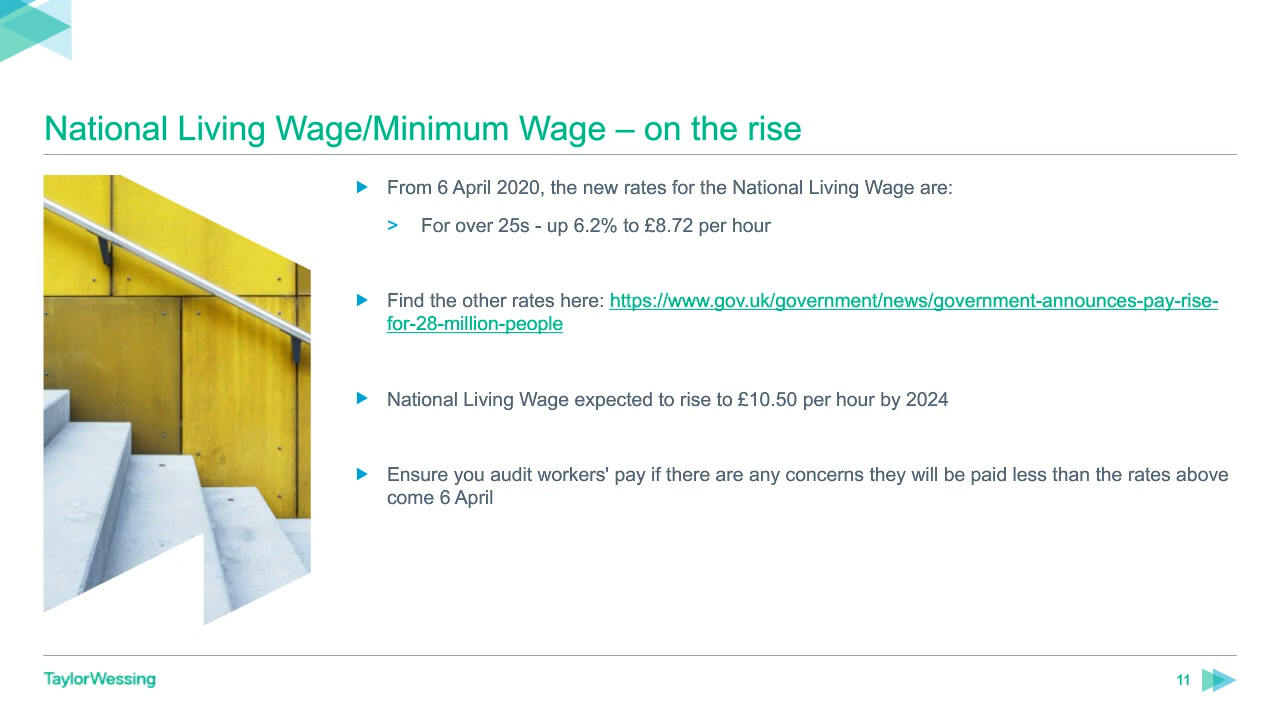 National Living Wage/Minimum Wage – on the rise
From 6 April 2020, the new rates for the National Living Wage are:
> For over 25s - up 6.2% to £8.72 per hour
Find the other rates here: https://www.gov.uk/government/news/government-announces-pay-rise-
for-28-million-people
National Living Wage expected to rise to £10.50 per hour by 2024
Ensure you audit workers' pay if there are any concerns they will be paid less than the rates above
come 6 April
TaylorWessing
11